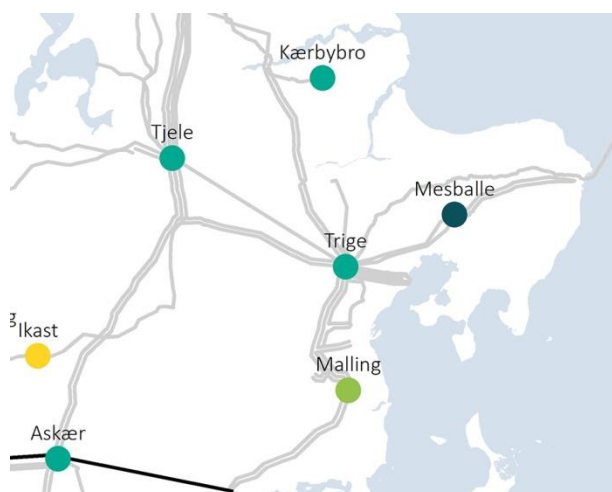 Kærbybro
Tjele
Mesballe
Trige
g
Ikast
Malling
Askær